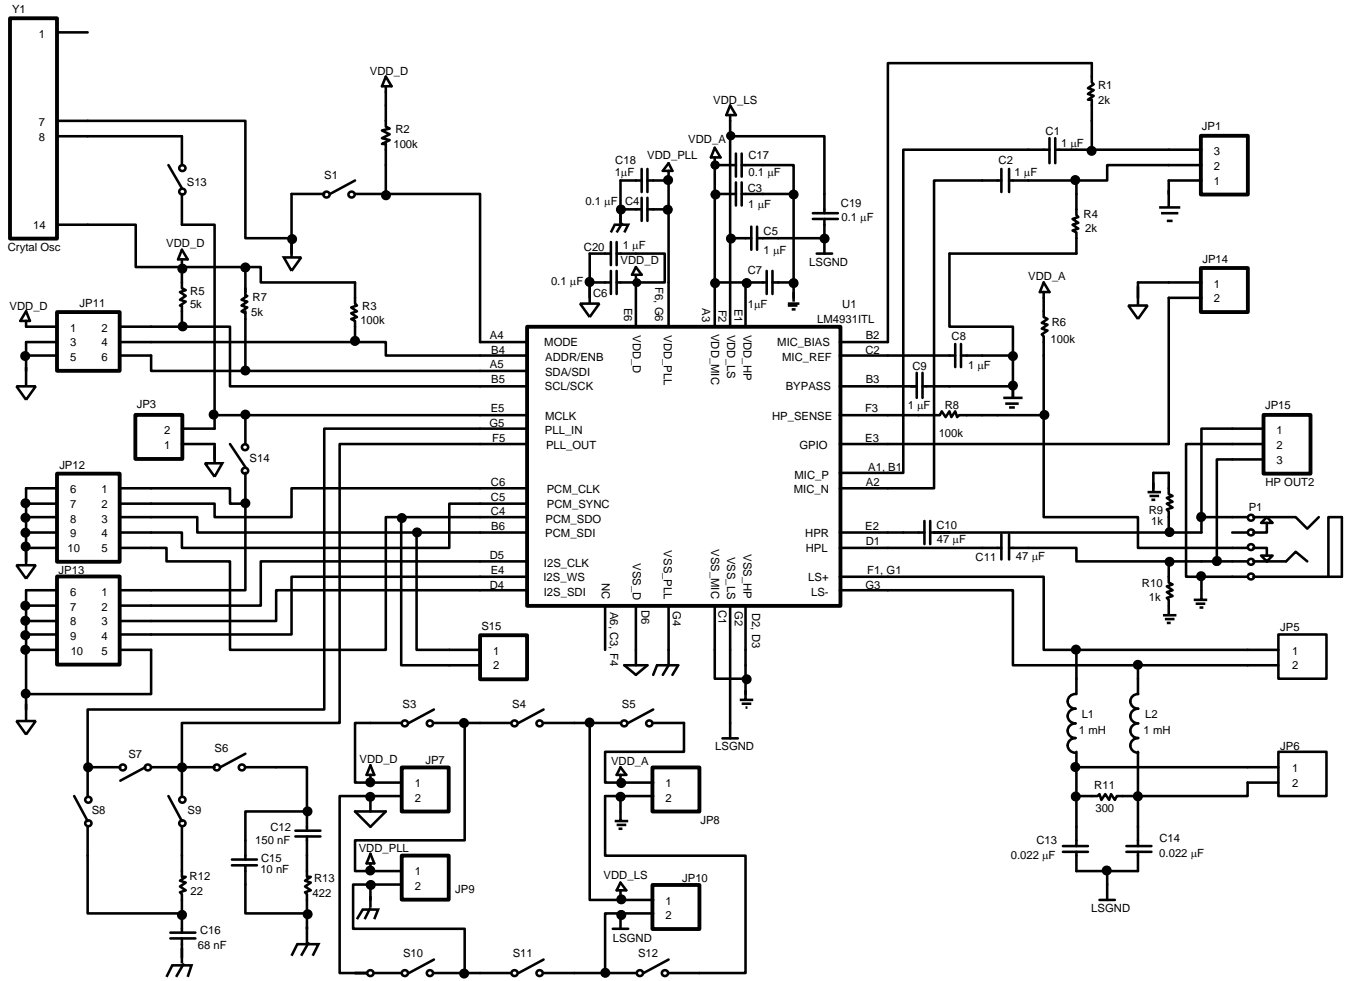 Y1
1
7
8
14
Crytal Osc
S13
VDD_D
R2
100k
S1
VDD_D
R5
5k
R7
5k
R3
100k
VDD_D
JP11
1 2
3 4
5 6
JP3
2
1
S14
JP12
6 1
7 2
8 3
9 4
10 5
JP13
6 1
7 2
8 3
9 4
10 5
C18
1µF
VDD_PLL
0.1 µF
C4
C20
1 µF
VDD_D
0.1 µF
C6
VDD_LS
VDD_A
C17
0.1 µF
C3
1 µF
C19
0.1 µF
C5
1 µF
LSGND
C7
1µF
E6
F6, G6
A3
F2
E1
U1
LM4931ITL
A4
B4
A5
B5
E5
G5
F5
C6
C5
C4
B6
D5
E4
D4
MODE
ADDR/ENB
SDA/SDI
SCL/SCK
MCLK
PLL_IN
PLL_OUT
PCM_CLK
PCM_SYNC
PCM_SDO
PCM_SDI
I2S_CLK
I2S_WS
I2S_SDI
VDD_D
VDD_PLL
VDD_MIC
VDD_LS
VDD_HP
MIC_BIAS
MIC_REF
BYPASS
HP_SENSE
GPIO
MIC_P
MIC_N
HPR
HPL
LS+
LS-
NC
VSS_D
VSS_PLL
VSS_MIC
VSS_LS
VSS_HP
B2
C2
B3
F3
E3
A1, B1
A2
E2
D1
F1, G1
G3
A6, C3, F4
D6
G4
C1
G2
D2, D3
LSGND
R1
2k
C1
1 µF
C2
1 µF
R4
2k
JP1
3
2
1
JP14
1
2
VDD_A
R6
100k
C8
1 µF
C9
1 µF
R8
100k
JP15
1
2
3
HP OUT2
R9
1k
P1
C10
47 µF
C11
47 µF
R10
1k
S15
1
2
JP5
1
2
L1
1 mH
L2
1 mH
JP6
1
2
R11
300
C13
0.022 µF
C14
0.022 µF
LSGND
S7
S6
S8
S9
C12
150 nF
C15
10 nF
R12
22
R13
422
C16
68 nF
S3
S4
S5
VDD_D
JP7
1
2
VDD_A
1
2
JP8
VDD_PLL
1
2
JP9
VDD_LS
JP10
1
2
LSGND
S10
S11
S12